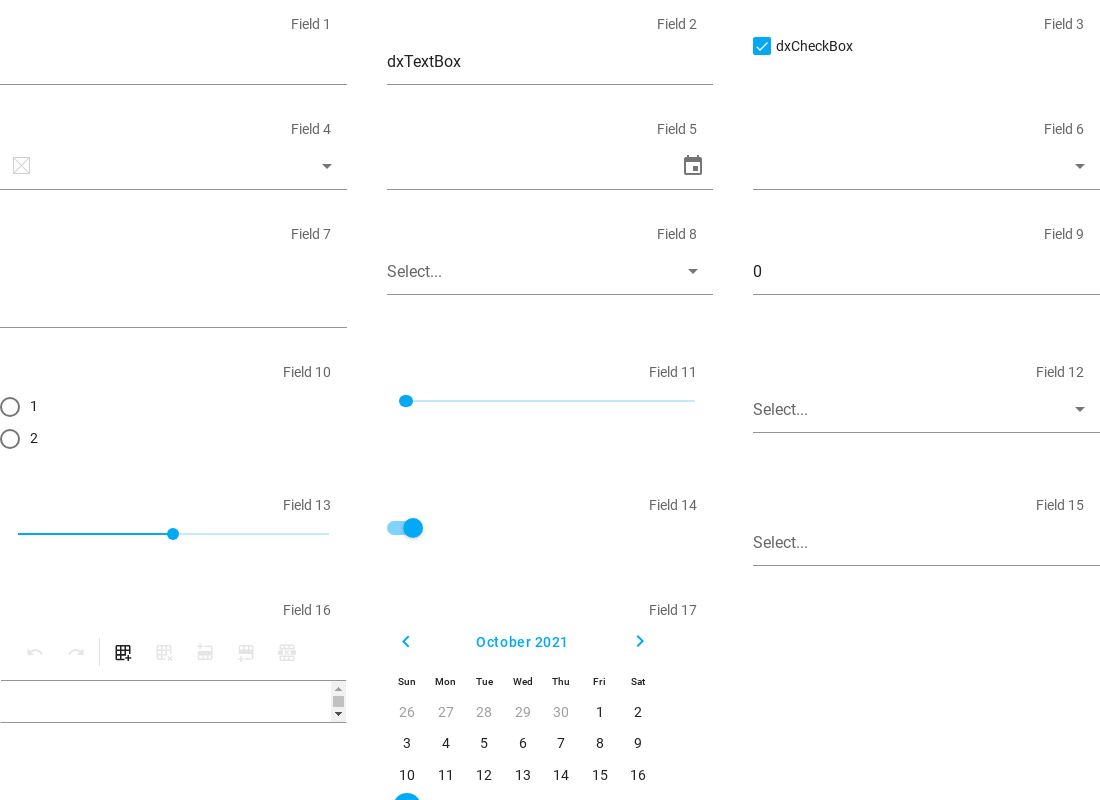 Field 1
Field 2
dxTextBox
Field 3
dxCheckBox
Field 4
Field 5
Field 6
Field 7
Field 8
Select...
Field 9
0
Field 10
1
2
Field 11
Field 12
Select...
Field 13
Field 14
Field 15
Select...
Field 16
Field 17
October 2021
Sun Mon Tue Wed Thu Fri Sat
26 27 28 29 30 1 2
3 4 5 6 7 8 9
10 11 12 13 14 15 16